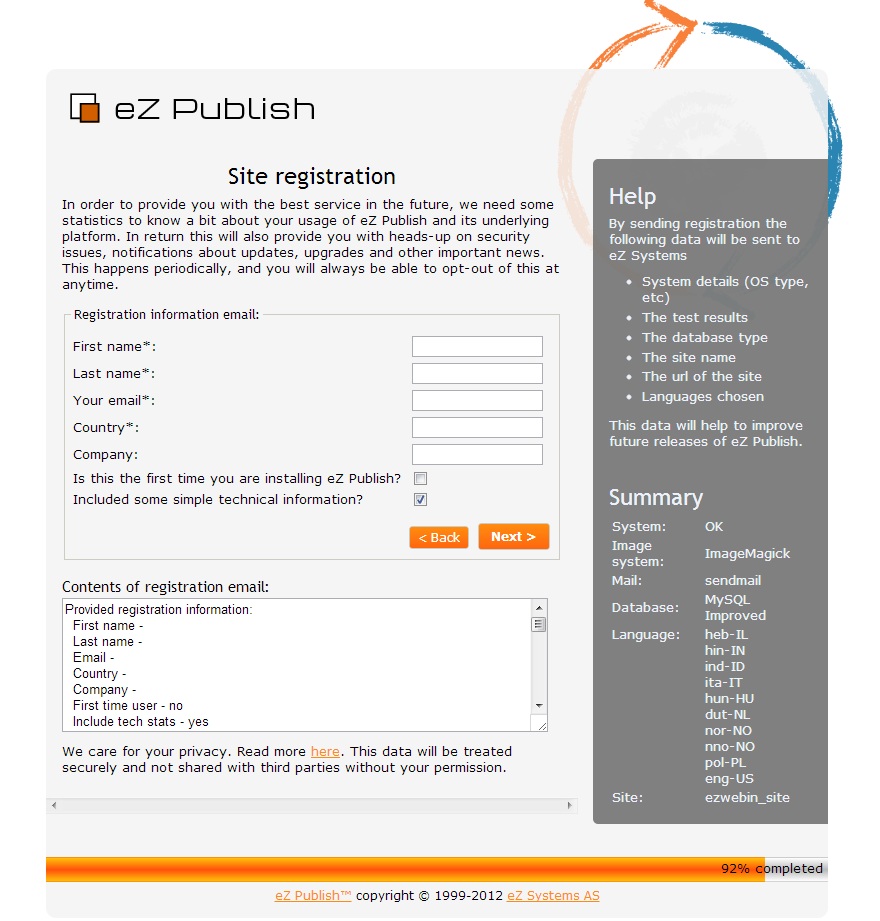 eZ Publish
Site registration
In order to provide you with the best service in the future, we need some
statistics to know a bit about your usage of eZ Publish and its underlying
platform. In return this will also provide you with heads-up on security
issues, notifications about updates, upgrades and other important news.
This happens periodically, and you will always be able to opt-out of this at
anytime.
Registration information email:
First name*:
Last name*:
Your email*:
Country*:
Company:
Is this the first time you are installing eZ Publish?
Included some simple technical information?
< Back Next >
Contents of registration email:
Provided registration information:
First name -
Last name -
Email -
Country -
Company -
First time user - no
Include tech stats - yes
We care for your privacy. Read more here. This data will be treated
securely and not shared with third parties without your permission.
Help
By sending registration the
following data will be sent to
eZ Systems
• System details (OS type,
etc)
• The test results
• The database type
• The site name
• The url of the site
• Languages chosen
This data will help to improve
future releases of eZ Publish.
Summary
System: OK
Image
system: ImageMagick
Mail: sendmail
Database: MySQL
Improved
Language: heb-IL
hin-IN
ind-ID
ita-IT
hun-HU
dut-NL
nor-NO
nno-NO
pol-PL
eng-US
Site: ezwebin_site
92% completed
eZ Publish™ copyright © 1999-2012 eZ Systems AS